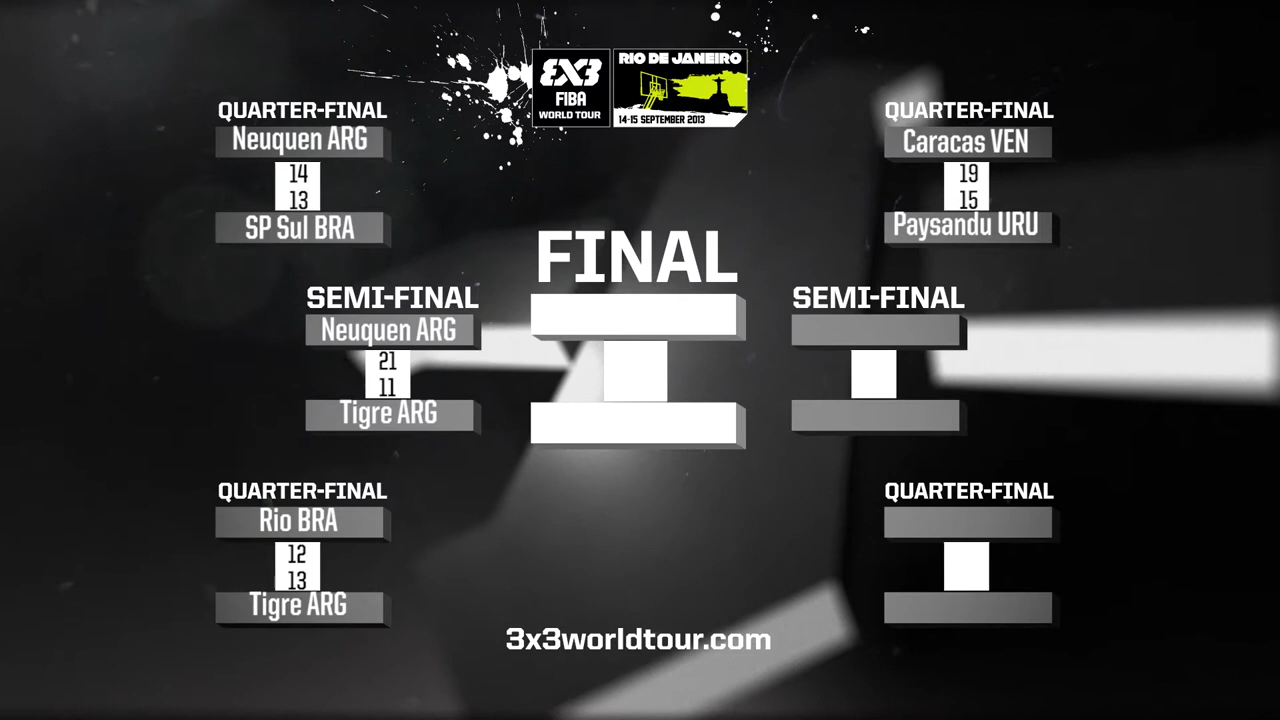 3X3
FIBA
WORLD TOUR
RIO DE JANEIRO
14-15 SEPTEMBER 2013
QUARTER-FINAL
Neuquen ARG
14
13
SP Sul BRA
QUARTER-FINAL
Caracas VEN
19
15
Paysandu URU
FINAL
SEMI-FINAL
Neuquen ARG
21
11
Tigre ARG
SEMI-FINAL
QUARTER-FINAL
Rio BRA
12
13
Tigre ARG
QUARTER-FINAL
3x3worldtour.com